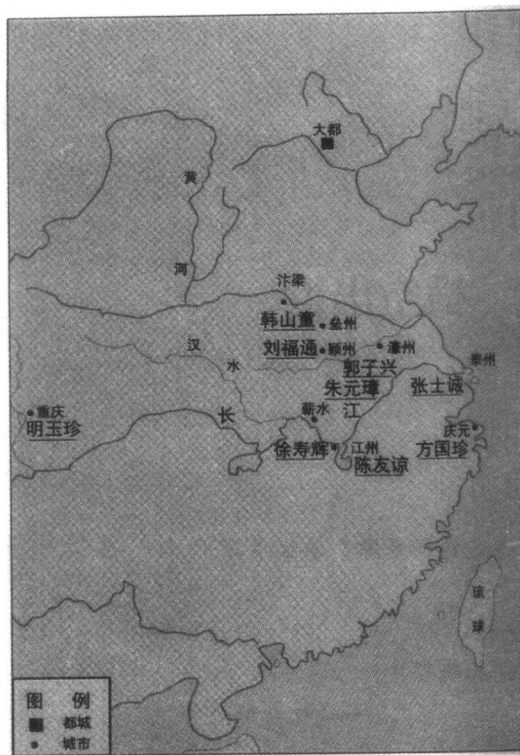 大都
黄
河
汴梁
韩山童
亳州
刘福通
颍州
濠州
汉
水
郭子兴
朱元璋
泰州
张士诚
重庆
明玉珍
长
江
蕲水
徐寿辉
江州
陈友谅
庆元
方国珍
琉
球
图 例
都城
城市